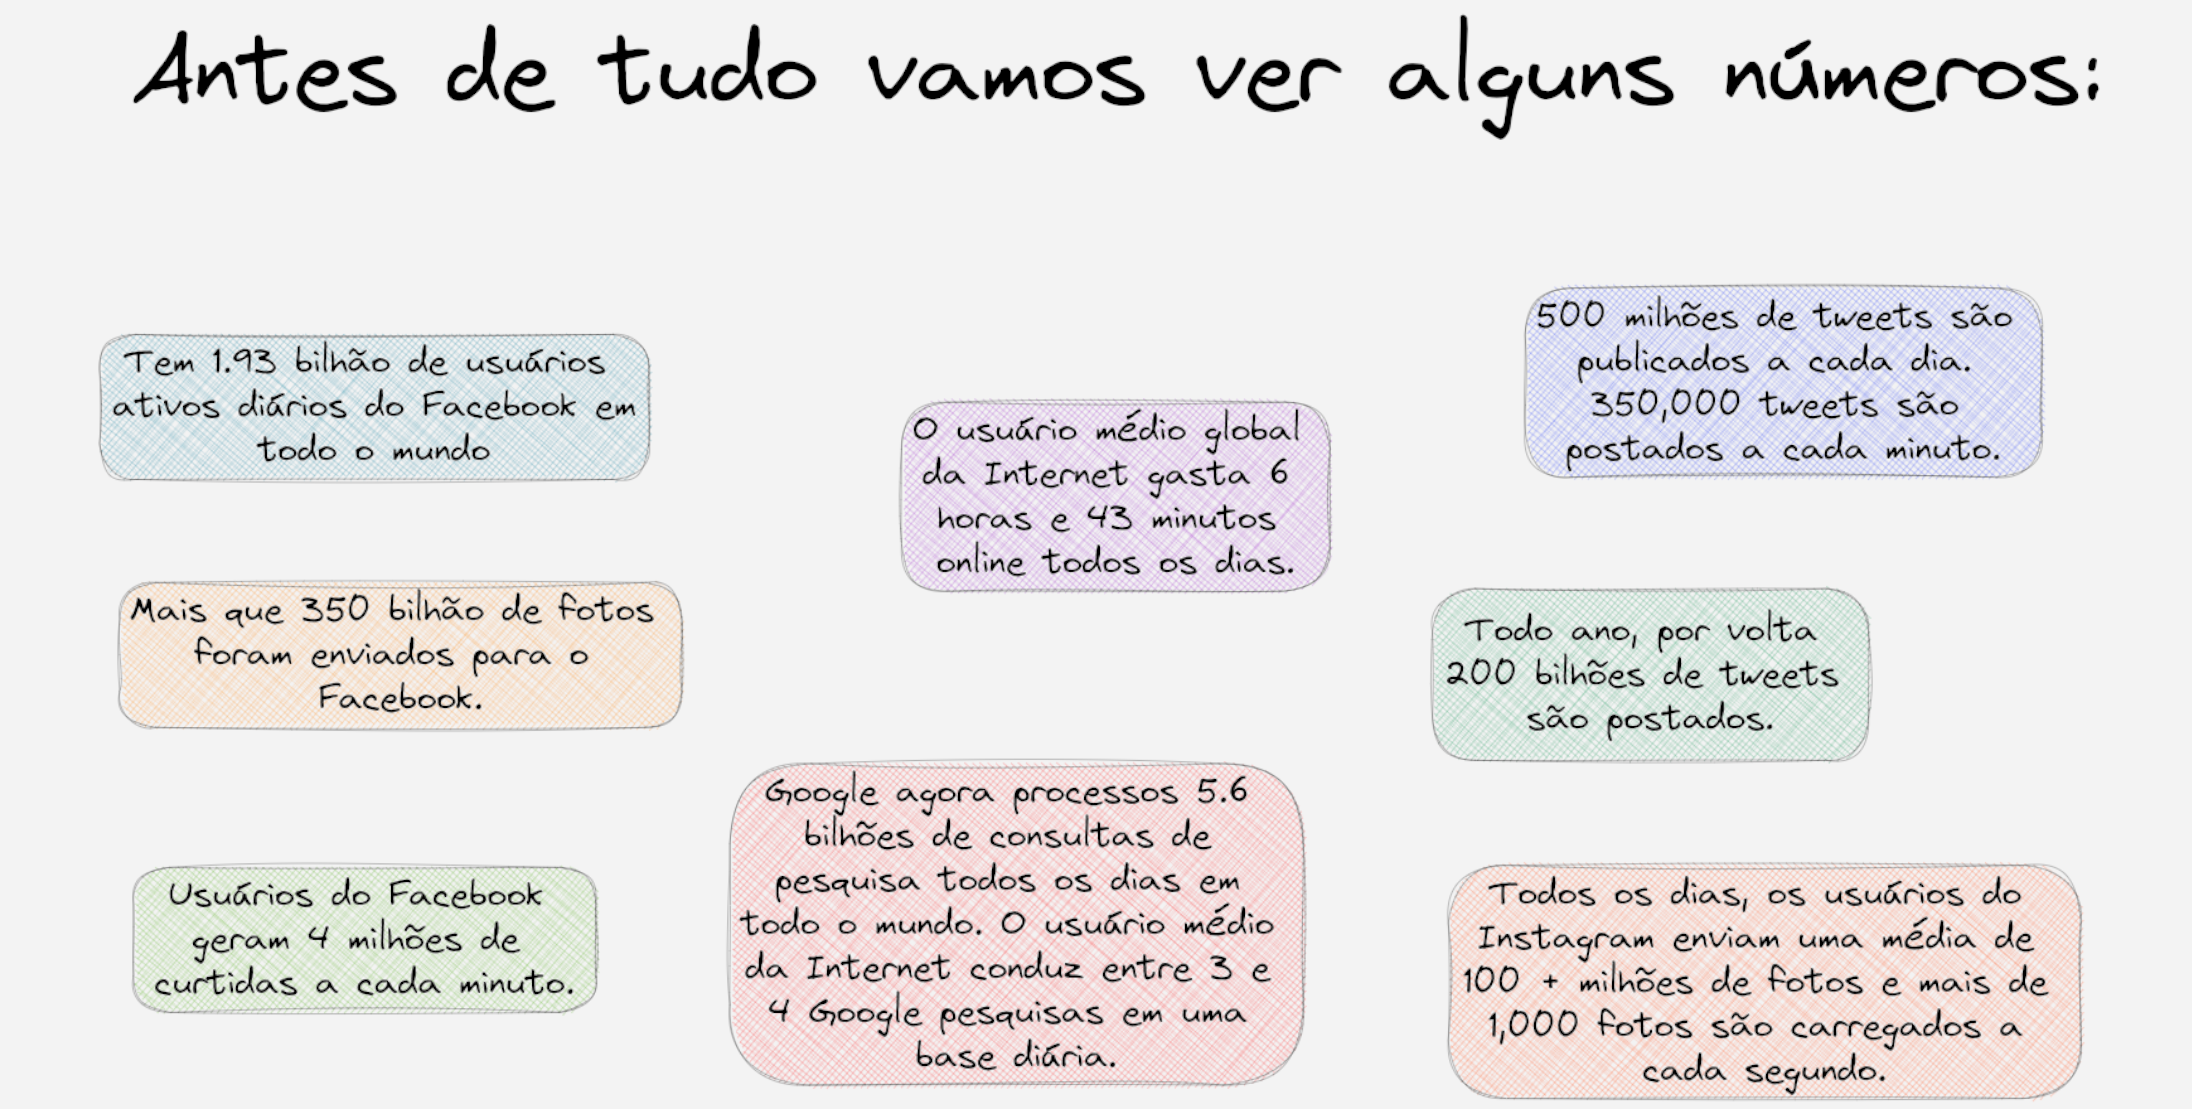 Antes de tudo vamos ver alguns números:
Tem 1.93 bilhão de usuários
ativos diários do Facebook em
todo o mundo
Mais que 350 bilhão de fotos
foram enviados para o
Facebook.
Usuários do Facebook
geram 4 milhões de
curtidas a cada minuto.
O usuário médio global
da Internet gasta 6
horas e 43 minutos
online todos os dias.
Google agora processos 5.6
bilhões de consultas de
pesquisa todos os dias em
todo o mundo. O usuário médio
da Internet conduz entre 3 e
4 Google pesquisas em uma
base diária.
500 milhões de tweets são
publicados a cada dia.
350,000 tweets são
postados a cada minuto.
Todo ano, por volta
200 bilhões de tweets
são postados.
Todos os dias, os usuários do
Instagram enviam uma média de
100 + milhões de fotos e mais de
1,000 fotos são carregados a
cada segundo.